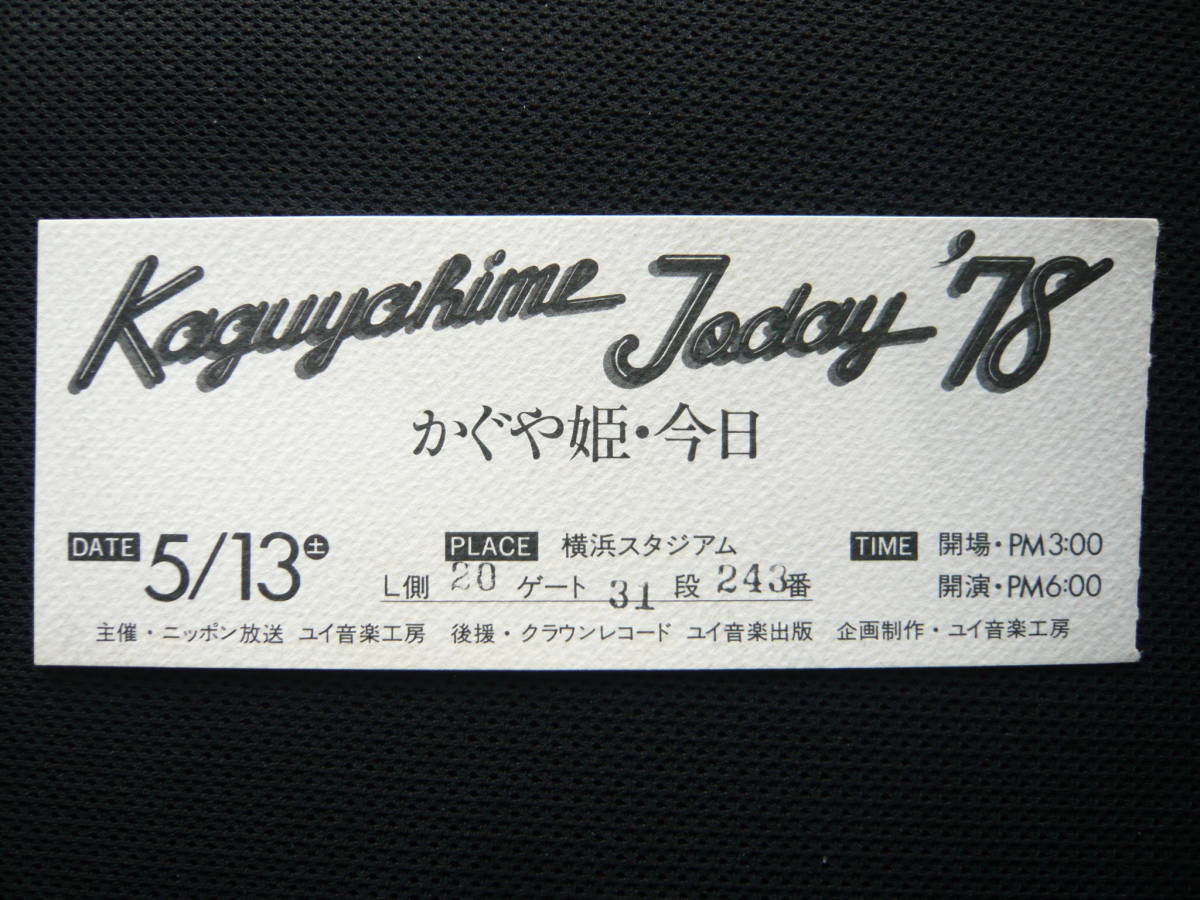 Kaguyahime Today '78
かぐや姫・今日
DATE 5/13 土 PLACE 横浜スタジアム TIME 開場・PM3:00
L側 20 ゲート 31 段 243番 開演・PM6:00
主催・ニッポン放送 ユイ音楽工房 後援・クラウンレコード ユイ音楽出版 企画制作・ユイ音楽工房